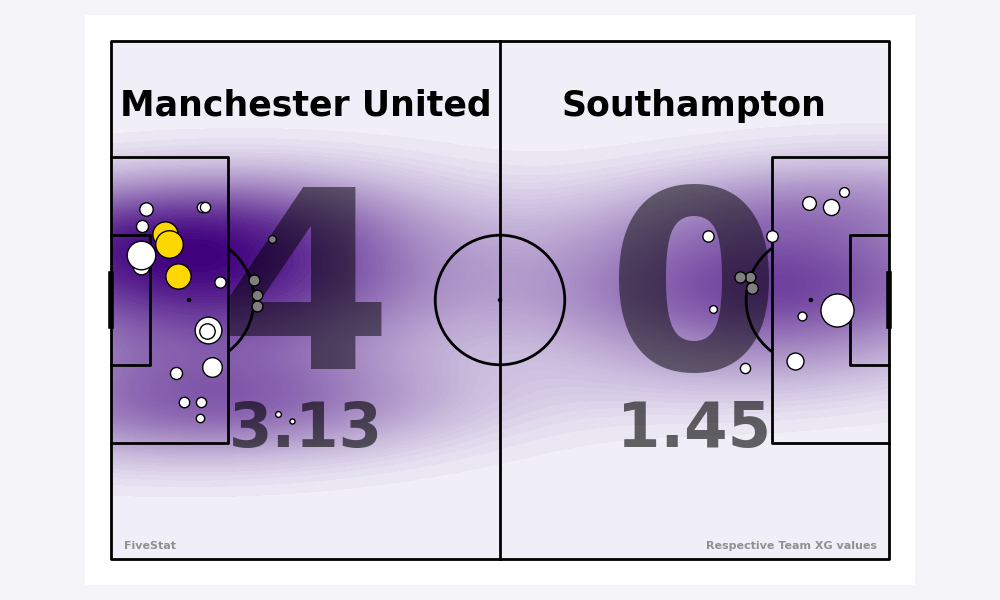 Manchester United
Southampton
4
0
3.13
1.45
FiveStat
Respective Team XG values